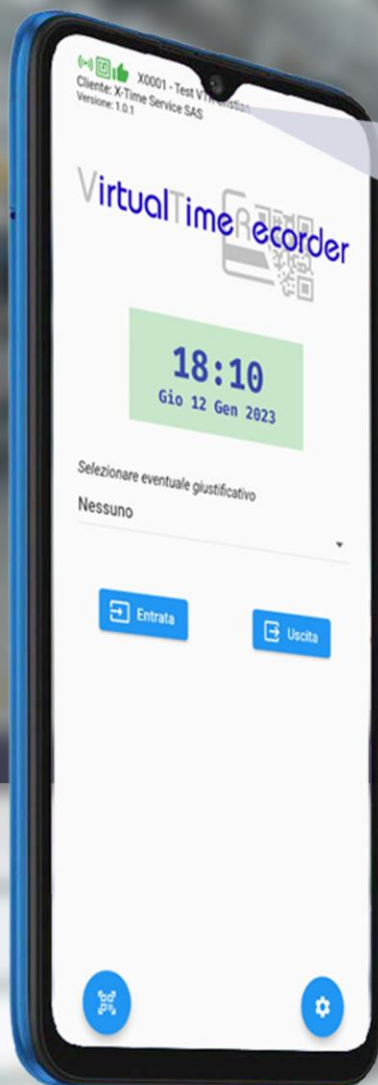 X0001 - Test VTR
Cliente: X-Time Service SAS
Versione: 1.0.1
VirtualTimeRecorder
18:10
Gio 12 Gen 2023
Selezionare eventuale giustificativo
Nessuno
Entrata
Uscita